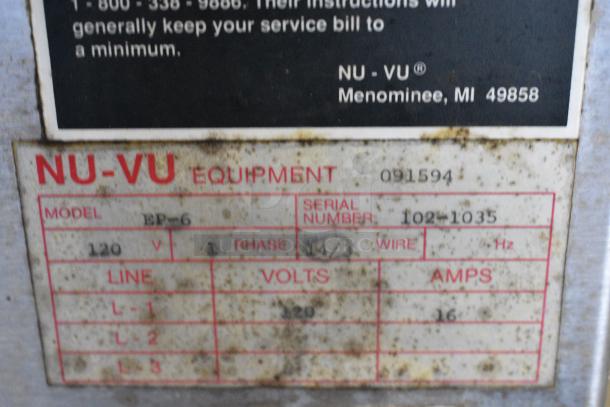 1 - 800 - 338 - 9886. Their instructions will
generally keep your service bill to
a minimum.
NU - VU ®
Menominee, MI 49858
NU-VU EQUIPMENT 091594
MODEL EP-6 SERIAL NUMBER 102-1035
120 V 1 PHASE WIRE Hz
LINE VOLTS AMPS
L - 1 120 16
L - 2
L - 3